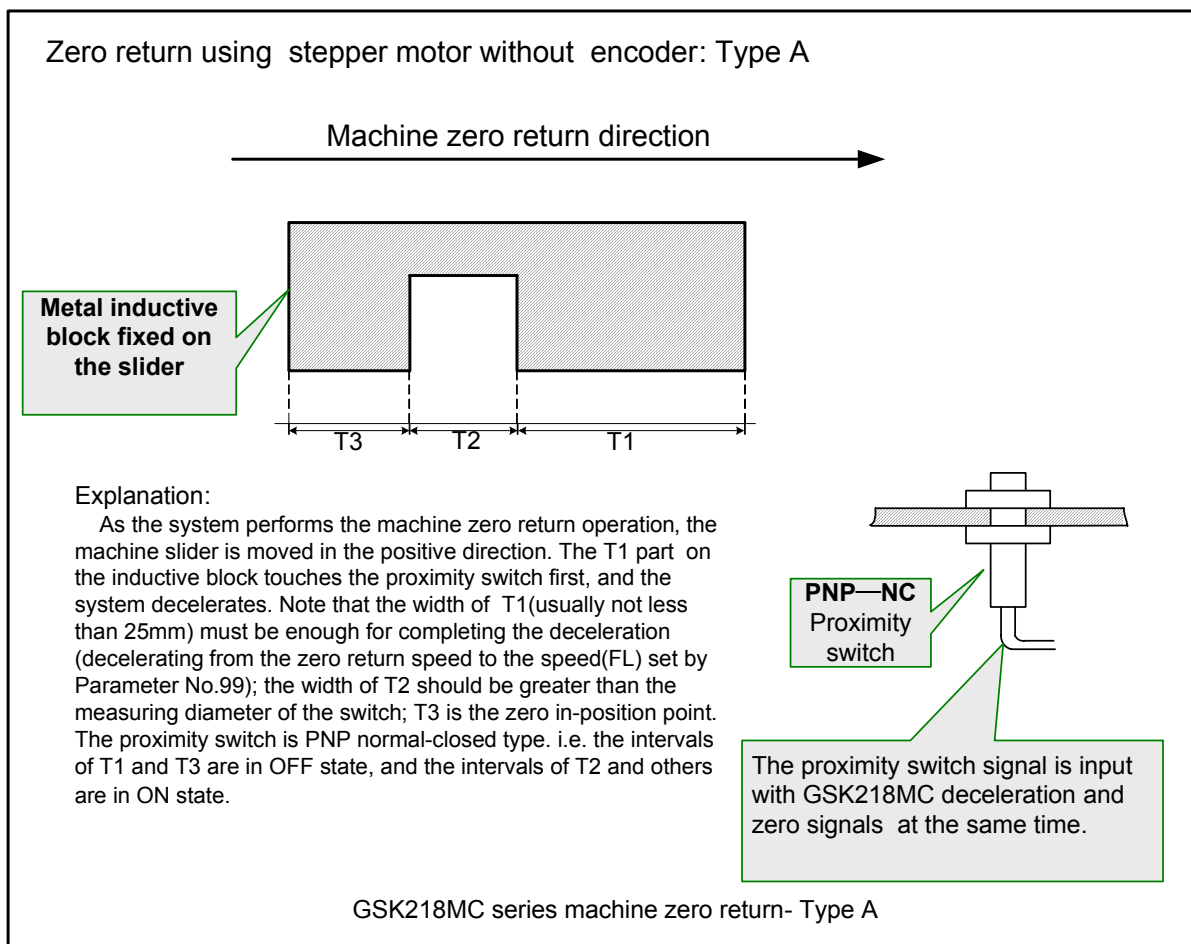 Zero return using stepper motor without encoder: Type A
Machine zero return direction
Metal inductive
block fixed on
the slider
T3
T2
T1
Explanation:
As the system performs the machine zero return operation, the
machine slider is moved in the positive direction. The T1 part on
the inductive block touches the proximity switch first, and the
system decelerates. Note that the width of T1(usually not less
than 25mm) must be enough for completing the deceleration
(decelerating from the zero return speed to the speed(FL) set by
Parameter No.99); the width of T2 should be greater than the
measuring diameter of the switch; T3 is the zero in-position point.
The proximity switch is PNP normal-closed type. i.e. the intervals
of T1 and T3 are in OFF state, and the intervals of T2 and others
are in ON state.
PNP—NC
Proximity
switch
The proximity switch signal is input
with GSK218MC deceleration and
zero signals at the same time.
GSK218MC series machine zero return- Type A